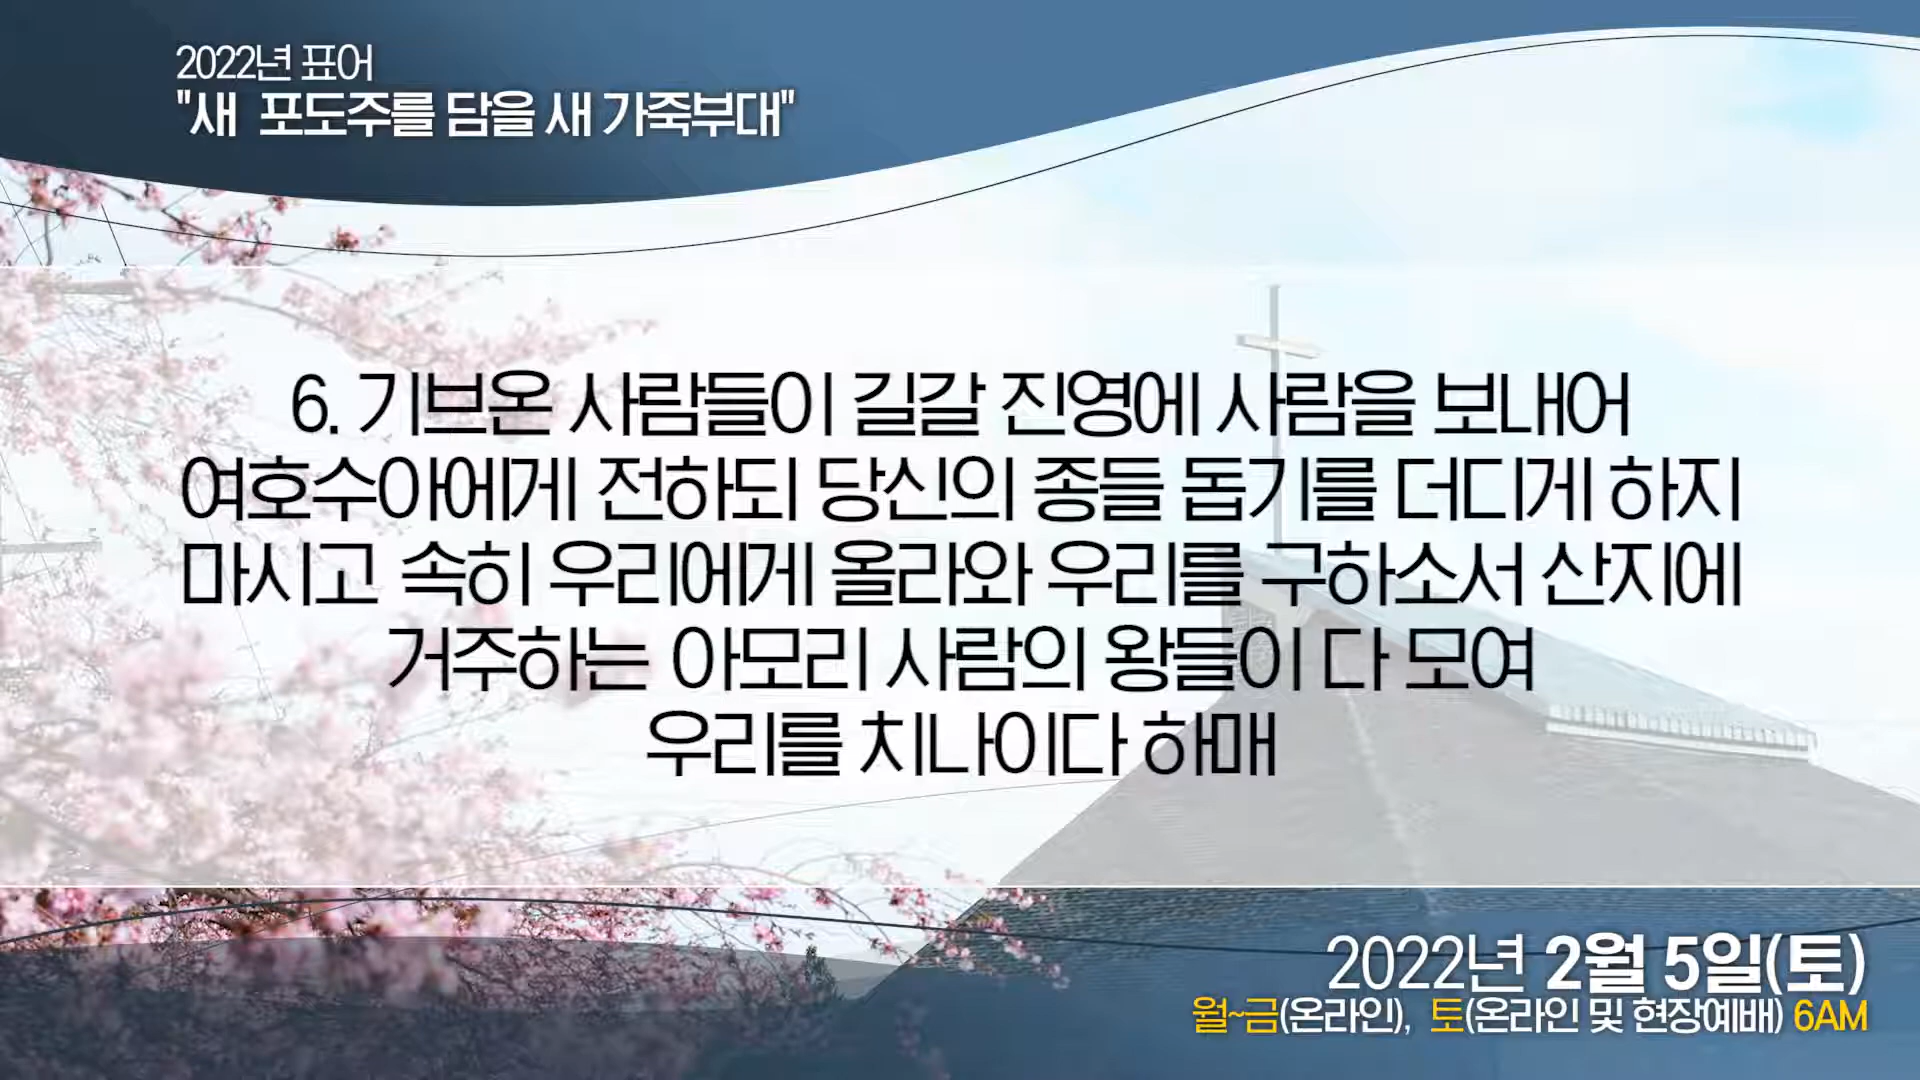 2022년 표어
"새 포도주를 담을 새 가죽부대"
6. 기브온 사람들이 길갈 진영에 사람을 보내어
여호수아에게 전하되 당신의 종들 돕기를 더디게 하지
마시고 속히 우리에게 올라와 우리를 구하소서 산지에
거주하는 아모리 사람의 왕들이 다 모여
우리를 치나이다 하매
2022년 2월 5일(토)
월~금(온라인), 토(온라인 및 현장예배) 6AM